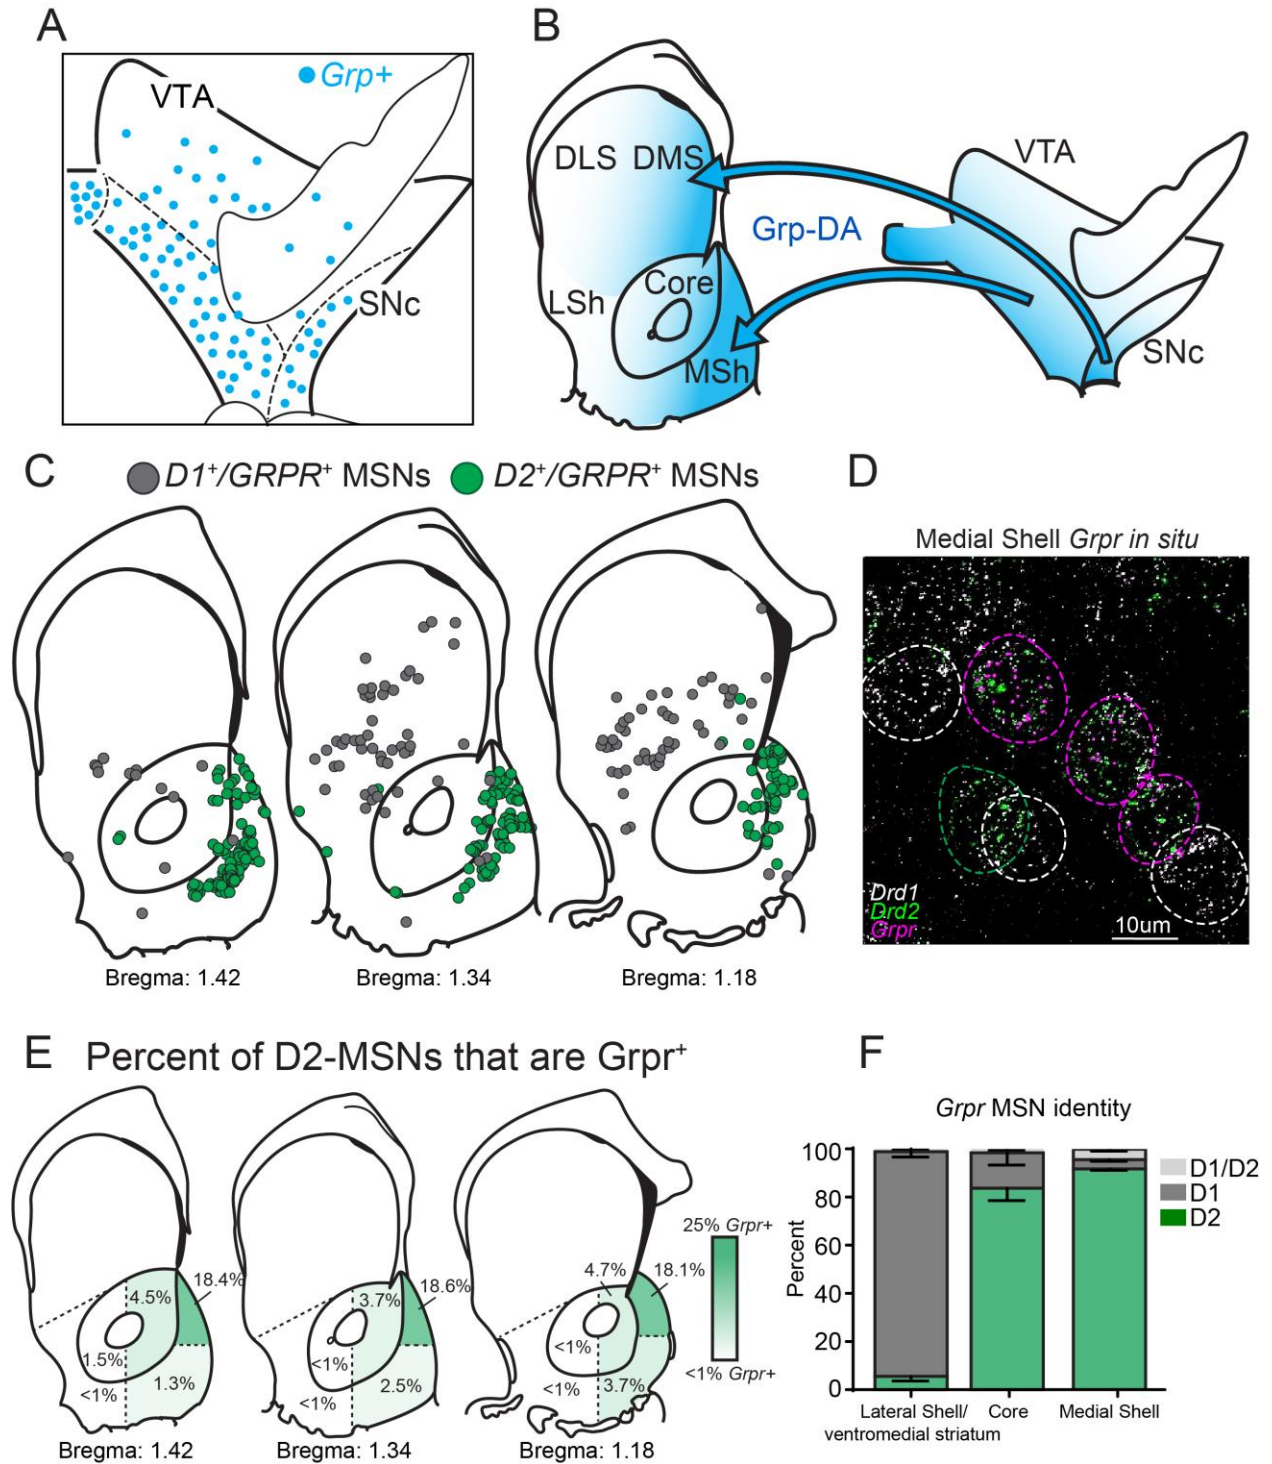 A
VTA
Grp+
SNc
B
DLS DMS
VTA
Grp-DA
Core
LSh
MSh
SNc
C
D1+/GRPR+ MSNs
D2+/GRPR+ MSNs
Bregma: 1.42
Bregma: 1.34
Bregma: 1.18
D
Medial Shell Grpr in situ
Drd1
Drd2
Grpr
10um
E
Percent of D2-MSNs that are Grpr+
18.4%
4.5%
1.5%
<1%
1.3%
Bregma: 1.42
18.6%
3.7%
<1%
<1%
2.5%
Bregma: 1.34
4.7%
18.1%
<1%
<1%
3.7%
Bregma: 1.18
25% Grpr+
<1% Grpr+
F
Grpr MSN identity
Percent
100
80
60
40
20
0
D1/D2
D1
D2
Lateral Shell/
ventromedial striatum
Core
Medial Shell